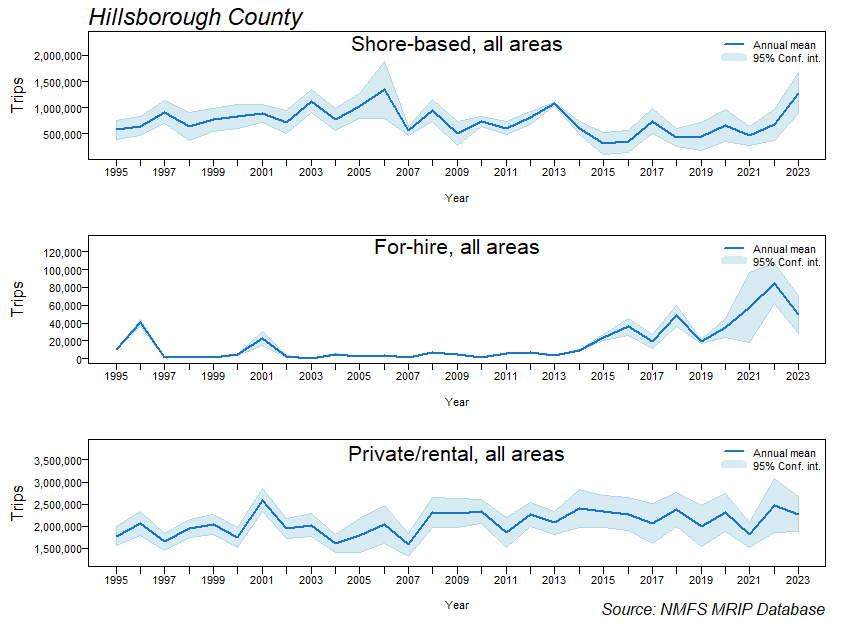 Hillsborough County
Shore-based, all areas
Annual mean
95% Conf. int.
Trips
2,000,000
1,500,000
1,000,000
500,000
1995 1997 1999 2001 2003 2005 2007 2009 2011 2013 2015 2017 2019 2021 2023
Year
For-hire, all areas
Annual mean
95% Conf. int.
Trips
120,000
100,000
80,000
60,000
40,000
20,000
0
1995 1997 1999 2001 2003 2005 2007 2009 2011 2013 2015 2017 2019 2021 2023
Year
Private/rental, all areas
Annual mean
95% Conf. int.
Trips
3,500,000
3,000,000
2,500,000
2,000,000
1,500,000
1995 1997 1999 2001 2003 2005 2007 2009 2011 2013 2015 2017 2019 2021 2023
Year
Source: NMFS MRIP Database